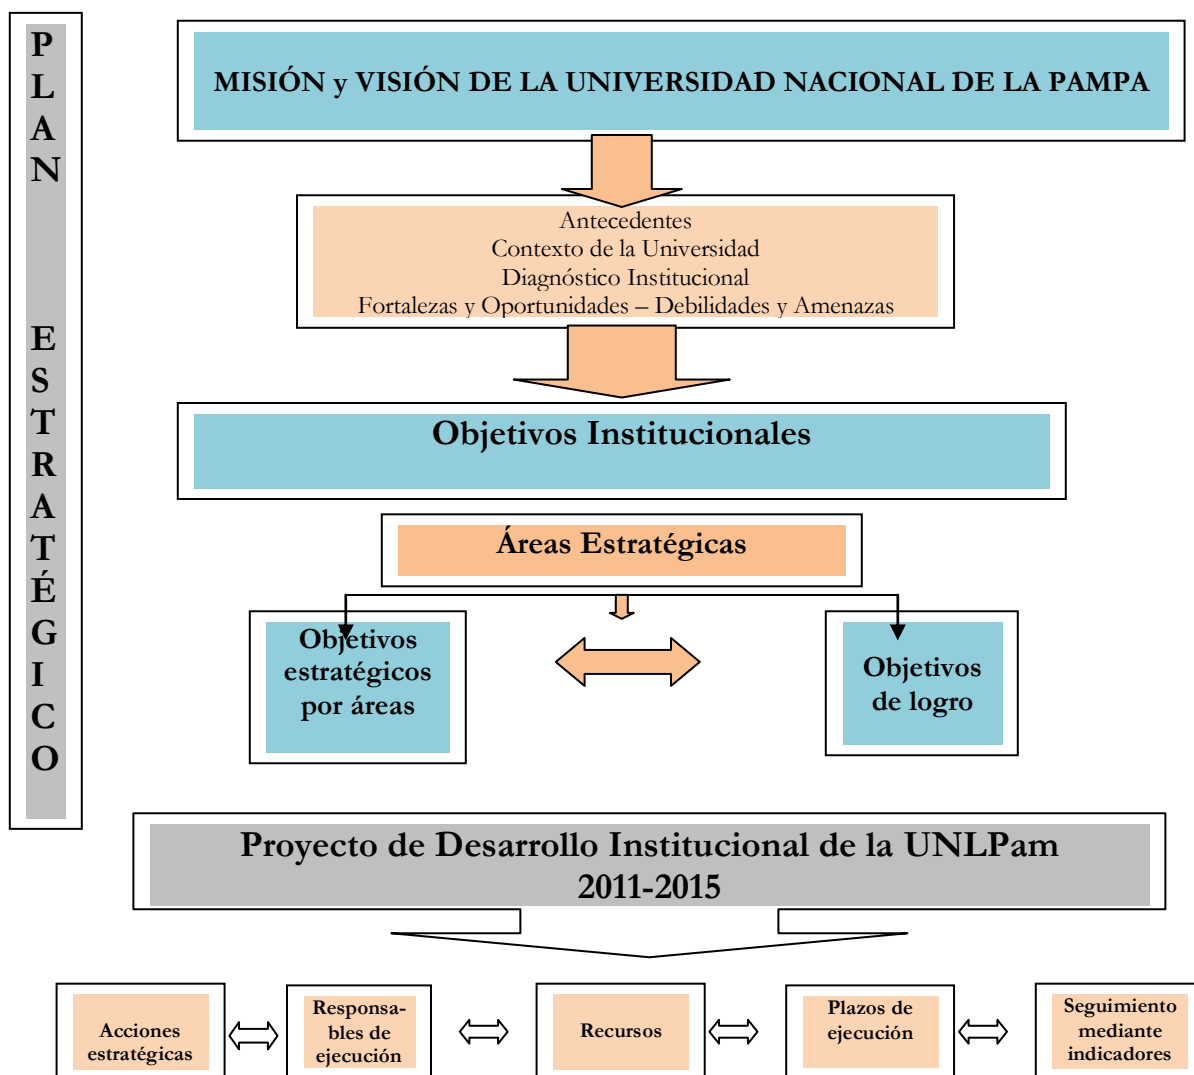 PLAN ESTRATÉGICO
MISIÓN y VISIÓN DE LA UNIVERSIDAD NACIONAL DE LA PAMPA
Antecedentes
Contexto de la Universidad
Diagnóstico Institucional
Fortalezas y Oportunidades – Debilidades y Amenazas
Objetivos Institucionales
Áreas Estratégicas
Objetivos
estratégicos
por áreas
Objetivos
de logro
Proyecto de Desarrollo Institucional de la UNLPam
2011-2015
Acciones
estratégicas
Responsa-
bles de
ejecución
Recursos
Plazos de
ejecución
Seguimiento
mediante
indicadores